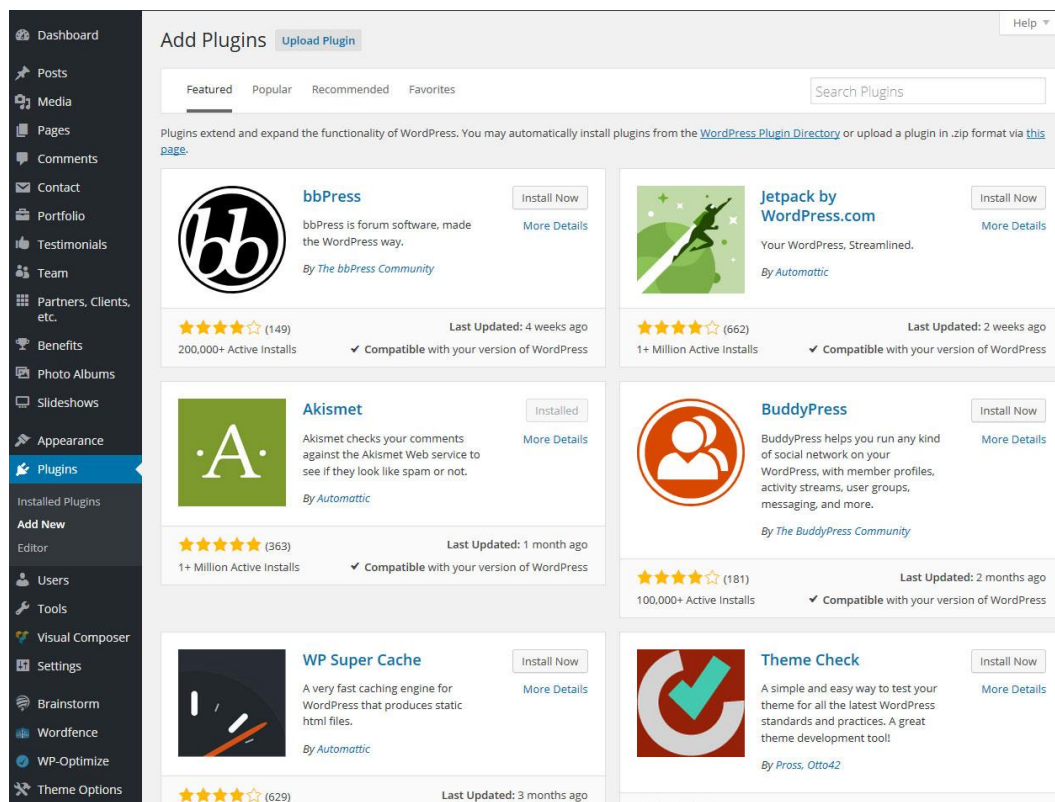 Dashboard
Posts
Media
Pages
Comments
Contact
Portfolio
Testimonials
Team
Partners, Clients,
etc.
Benefits
Photo Albums
Slideshows
Appearance
Plugins
Installed Plugins
Add New
Editor
Users
Tools
Visual Composer
Settings
Brainstorm
Wordfence
WP-Optimize
Theme Options
Help
Add Plugins Upload Plugin
Featured Popular Recommended Favorites Search Plugins
Plugins extend and expand the functionality of WordPress. You may automatically install plugins from the WordPress Plugin Directory or upload a plugin in .zip format via this
page.
bb
bbPress Install Now
More Details
bbPress is forum software, made
the WordPress way.
By The bbPress Community
(149) Last Updated: 4 weeks ago
200,000+ Active Installs ✔ Compatible with your version of WordPress
Jetpack by
WordPress.com
Install Now
More Details
Your WordPress, Streamlined.
By Automattic
(662) Last Updated: 2 weeks ago
1+ Million Active Installs ✔ Compatible with your version of WordPress
·A·
Akismet Installed
More Details
Akismet checks your comments
against the Akismet Web service to
see if they look like spam or not.
By Automattic
(363) Last Updated: 1 month ago
1+ Million Active Installs ✔ Compatible with your version of WordPress
BuddyPress Install Now
More Details
BuddyPress helps you run any kind
of social network on your
WordPress, with member profiles,
activity streams, user groups,
messaging, and more.
By The BuddyPress Community
(181) Last Updated: 2 months ago
100,000+ Active Installs ✔ Compatible with your version of WordPress
WP Super Cache Install Now
More Details
A very fast caching engine for
WordPress that produces static
html files.
By Automattic
(629) Last Updated: 3 months ago
Theme Check Install Now
More Details
A simple and easy way to test your
theme for all the latest WordPress
standards and practices. A great
theme development tool!
By Pross, Otto42